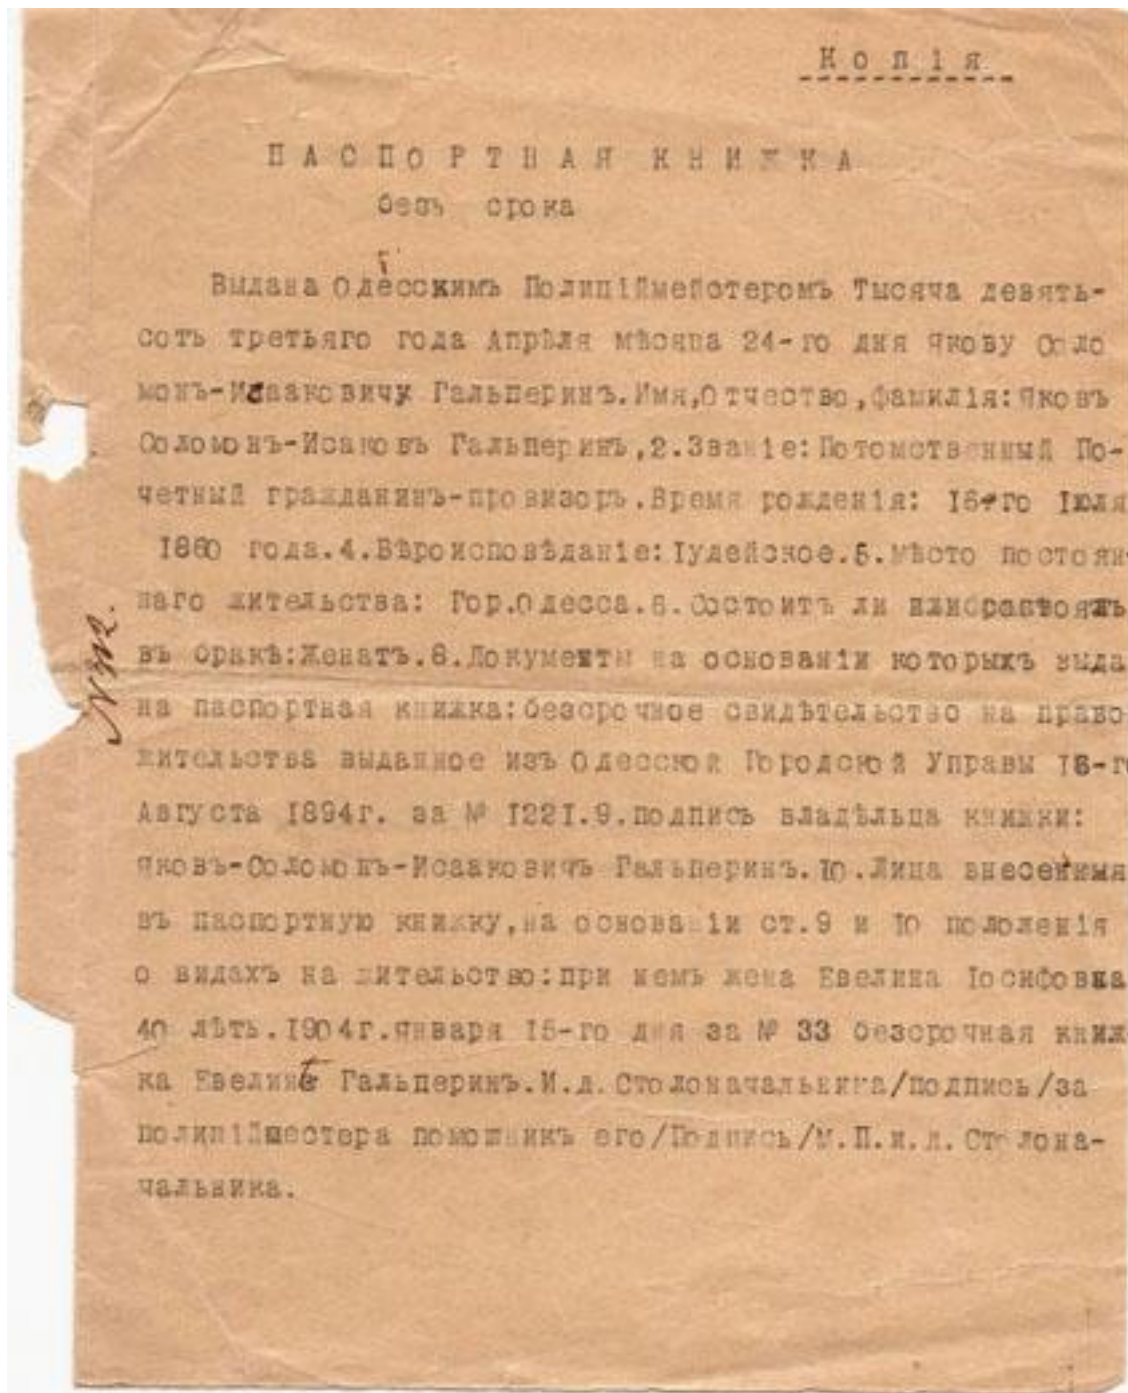 Копія
ПАСПОРТНАЯ КНИЖКА
безъ срока
Выдана Одесскимъ Полиціймейстеромъ Тысяча девять-
сотъ третьяго года Апрѣля мѣсяца 24-го дня Якову Соло
монъ-Исааковичу Гальперинъ.Имя,Отчество,фамилія:Яковъ
Соломонъ-Исаковъ Гальперинъ,2.Званіе:Потомственный По-
четный гражданинъ-провизоръ.Время рожденія: 16-го Іюля
1860 года.4.Вѣроисповѣданіе:Іудейское.5.Мѣсто постоян-
наго жительства: Гор.Одесса.6.Состоитъ ли
въ бракѣ:Женатъ.8.Документы на основаніи которыхъ выда
на паспортная книжка:безсрочное свидѣтельство на право
жительства выданное изъ Одесской Городской Управы 16-го
Августа 1894г. за № 1221.9.подпись владѣльца книжки:
Яковъ-Соломонъ-Исааковичъ Гальперинъ.10.Лица внесенныя
въ паспортную книжку,на основаніи ст.9 и 10 положенія
о видахъ на жительство:при немъ жена Евелина Іосифовна
40 лѣтъ.1904г.января 15-го дня за № 33 безсрочная книж-
ка Евелинѣ Гальперинъ.И.д.Столоначальника/подпись/за
полиційместера помощникъ его/Подпись/М.П.и.д.Столона-
чальника.